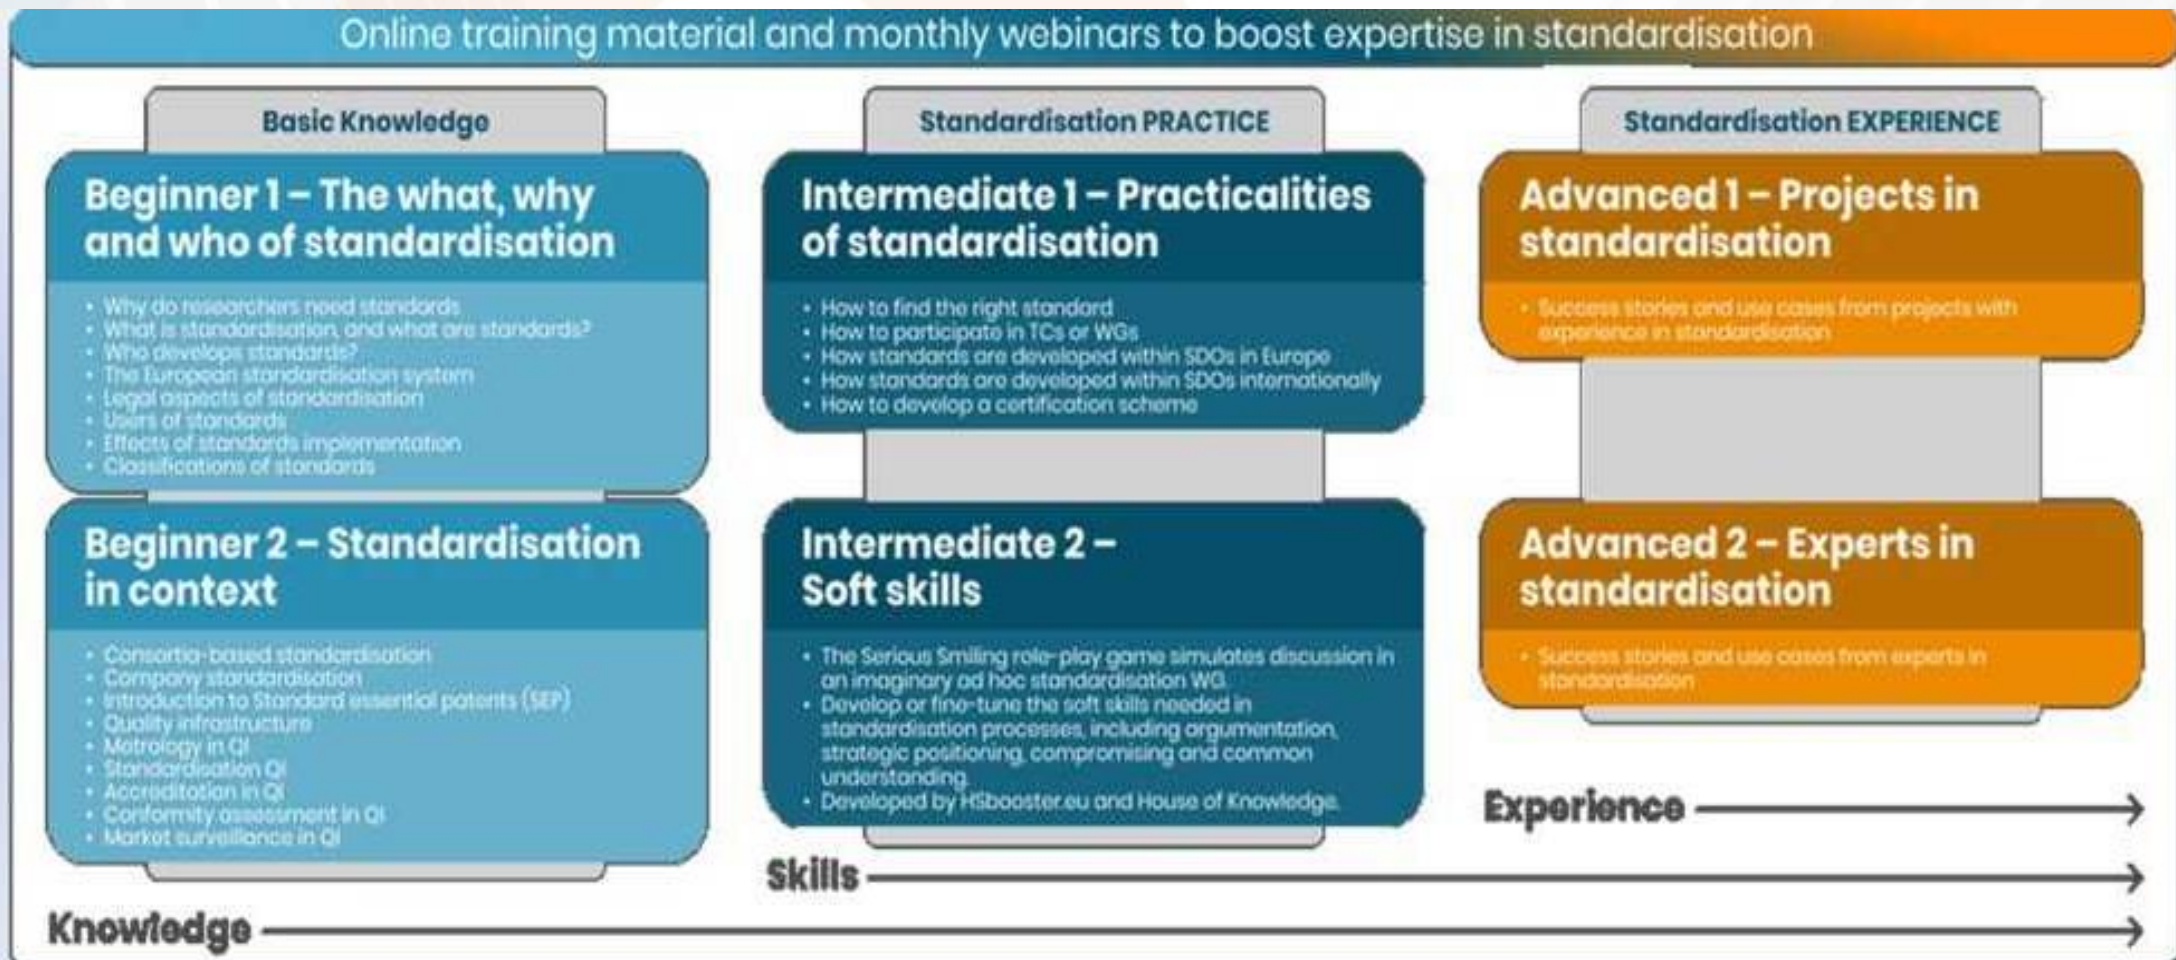 Online training material and monthly webinars to boost expertise in standardisation
Basic Knowledge
Beginner 1 – The what, why
and who of standardisation
• Why do researchers need standards
• What is standardisation, and what are standards?
• Who develops standards?
• The European standardisation system
• Legal aspects of standardisation
• Users of standards
• Effects of standards implementation
• Classifications of standards
Beginner 2 – Standardisation
in context
• Consortia-based standardisation
• Company standardisation
• Introduction to Standard essential patents (SEP)
• Quality infrastructure
• Metrology in QI
• Standardisation QI
• Accreditation in QI
• Conformity assessment in QI
• Market surveillance in QI
Standardisation PRACTICE
Intermediate 1 – Practicalities
of standardisation
• How to find the right standard
• How to participate in TCs or WGs
• How standards are developed within SDOs in Europe
• How standards are developed within SDOs internationally
• How to develop a certification scheme
Intermediate 2 –
Soft skills
• The Serious Smiling role-play game simulates discussion in
an imaginary ad hoc standardisation WG.
• Develop or fine-tune the soft skills needed in
standardisation processes, including argumentation,
strategic positioning, compromising and common
understanding.
• Developed by HSbooster.eu and House of Knowledge.
Standardisation EXPERIENCE
Advanced 1 – Projects in
standardisation
• Success stories and use cases from projects with
experience in standardisation
Advanced 2 – Experts in
standardisation
• Success stories and use cases from experts in
standardisation
Experience
Skills
Knowledge